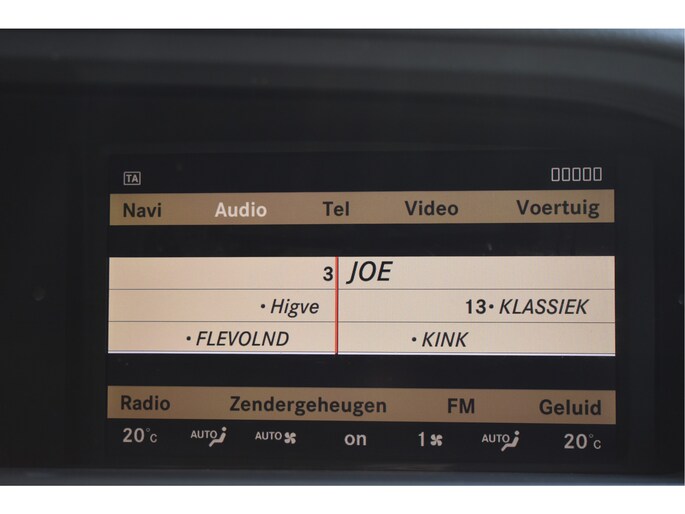 TA
Navi Audio Tel Video Voertuig
3 JOE
• Higve 13• KLASSIEK
• FLEVOLND • KINK
Radio Zendergeheugen FM Geluid
20°C AUTO AUTO on 1 AUTO 20°C